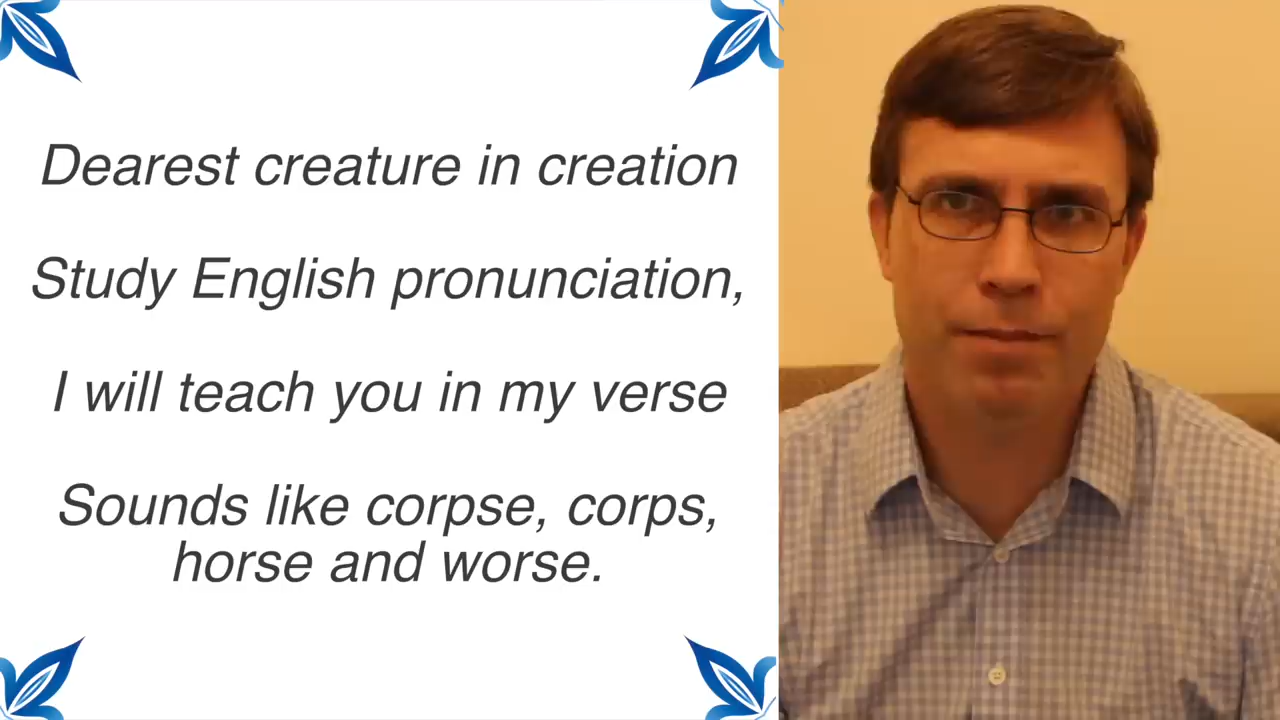 Dearest creature in creation
Study English pronunciation,
I will teach you in my verse
Sounds like corpse, corps,
horse and worse.